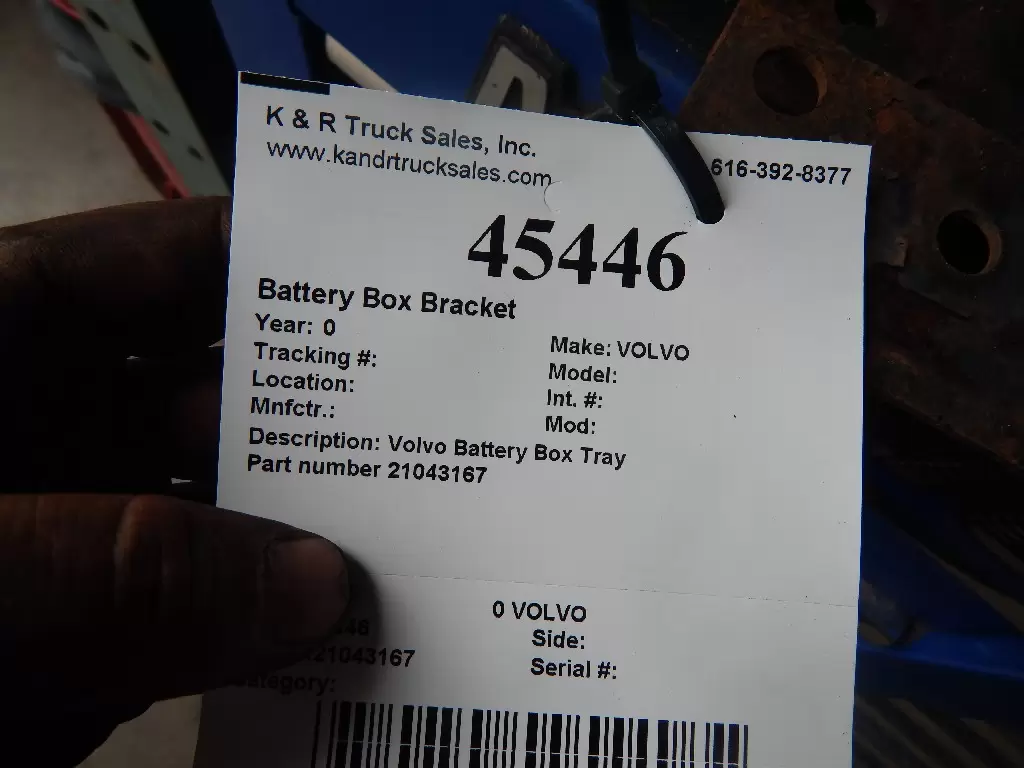 K & R Truck Sales, Inc.
www.kandrtrucksales.com
616-392-8377
45446
Battery Box Bracket
Year: 0
Make: VOLVO
Tracking #:
Model:
Location:
Int. #:
Mnfctr.:
Mod:
Description: Volvo Battery Box Tray
Part number 21043167
0 VOLVO
Side:
21043167
Serial #: